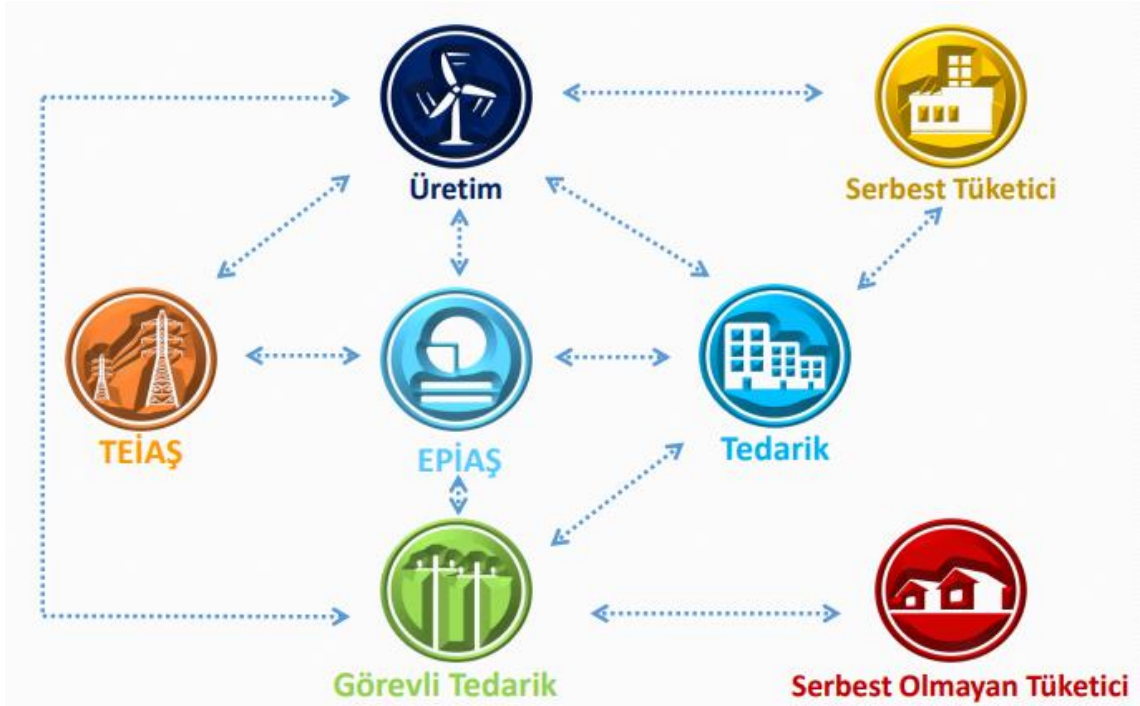 Üretim
Serbest Tüketici
TEİAŞ
EPİAŞ
Tedarik
Görevli Tedarik
Serbest Olmayan Tüketici